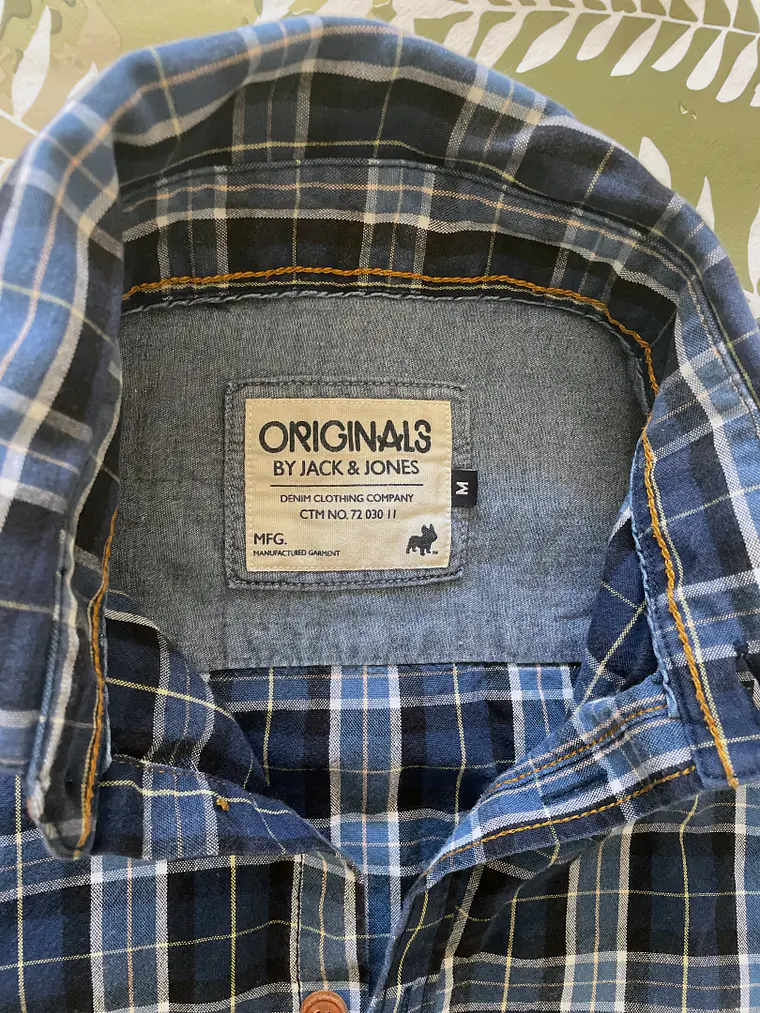 ORIGINALS
BY JACK & JONES
DENIM CLOTHING COMPANY
CTM NO. 72 030 11
MFG.
MANUFACTURED GARMENT
M